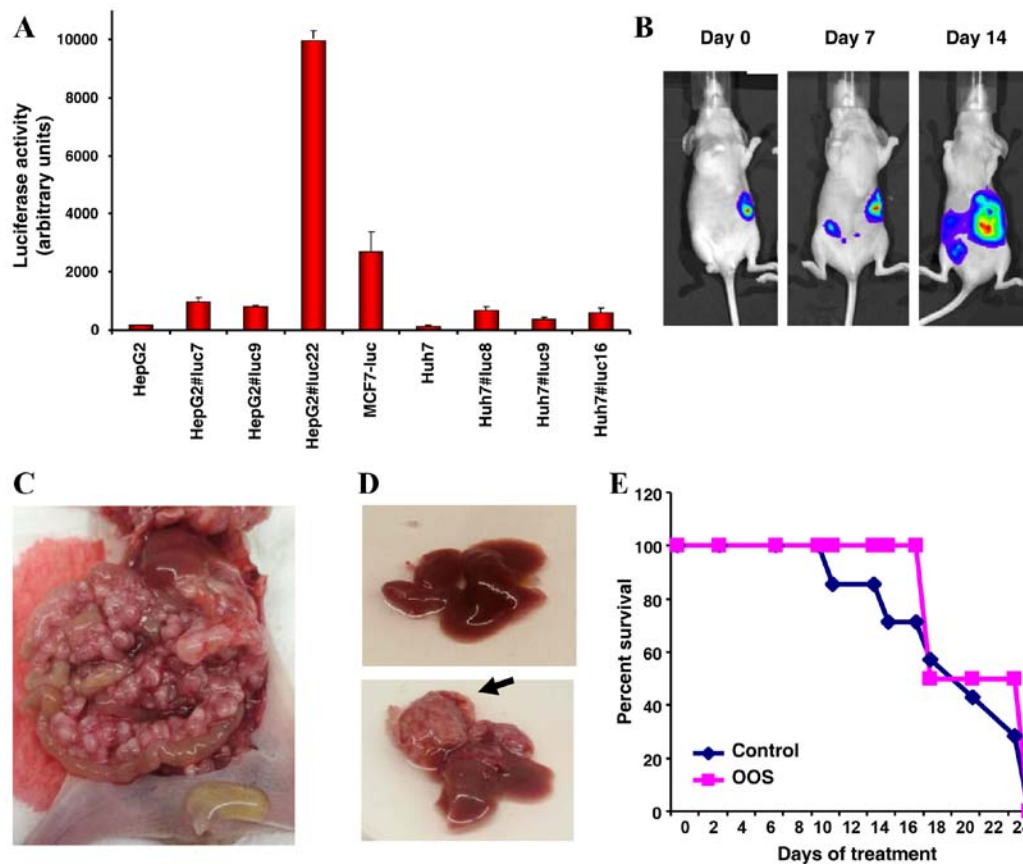 A
Luciferase activity
(arbitrary units)
10000
8000
6000
4000
2000
0
HepG2
HepG2#luc7
HepG2#luc9
HepG2#luc22
MCF7-luc
Huh7
Huh7#luc8
Huh7#luc9
Huh7#luc16
B
Day 0 Day 7 Day 14
C
D
E
Percent survival
120
100
80
60
40
20
0
Control
OOS
0 2 4 6 8 10 12 14 16 18 20 22
Days of treatment